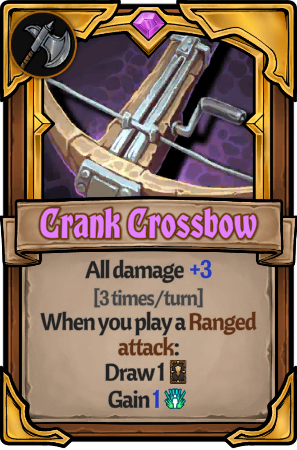 Crank Crossbow
All damage +3
[3 times/turn]
When you play a Ranged
attack:
Draw 1
Gain 1